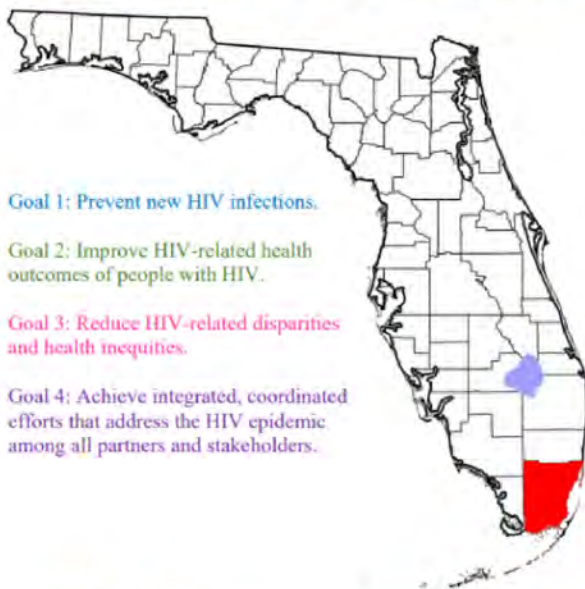 Goal 1: Prevent new HIV infections.
Goal 2: Improve HIV-related health
outcomes of people with HIV.
Goal 3: Reduce HIV-related disparities
and health inequities.
Goal 4: Achieve integrated, coordinated
efforts that address the HIV epidemic
among all partners and stakeholders.